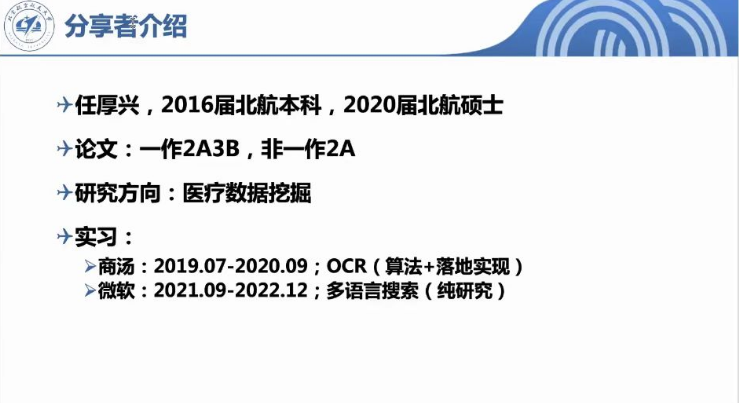 分享者介绍
任厚兴，2016届北航本科，2020届北航硕士
论文：一作2A3B，非一作2A
研究方向：医疗数据挖掘
实习：
商汤：2019.07-2020.09；OCR（算法+落地实现）
微软：2021.09-2022.12；多语言搜索（纯研究）